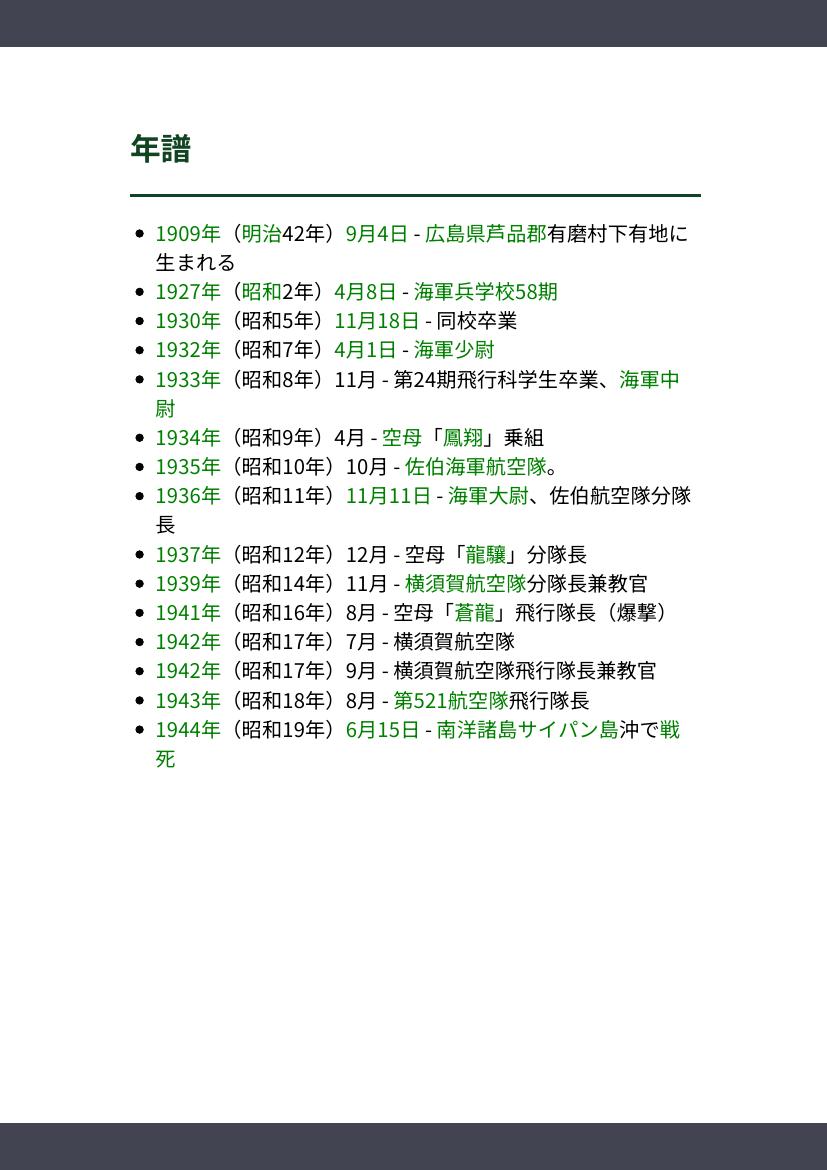 年譜
1909年（明治42年）9月4日 - 広島県芦品郡有磨村下有地に
生まれる
1927年（昭和2年）4月8日 - 海軍兵学校58期
1930年（昭和5年）11月18日 - 同校卒業
1932年（昭和7年）4月1日 - 海軍少尉
1933年（昭和8年）11月 - 第24期飛行科学生卒業、海軍中
尉
1934年（昭和9年）4月 - 空母「鳳翔」乗組
1935年（昭和10年）10月 - 佐伯海軍航空隊。
1936年（昭和11年）11月11日 - 海軍大尉、佐伯航空隊分隊
長
1937年（昭和12年）12月 - 空母「龍驤」分隊長
1939年（昭和14年）11月 - 横須賀航空隊分隊長兼教官
1941年（昭和16年）8月 - 空母「蒼龍」飛行隊長（爆撃）
1942年（昭和17年）7月 - 横須賀航空隊
1942年（昭和17年）9月 - 横須賀航空隊飛行隊長兼教官
1943年（昭和18年）8月 - 第521航空隊飛行隊長
1944年（昭和19年）6月15日 - 南洋諸島サイパン島沖で戦
死